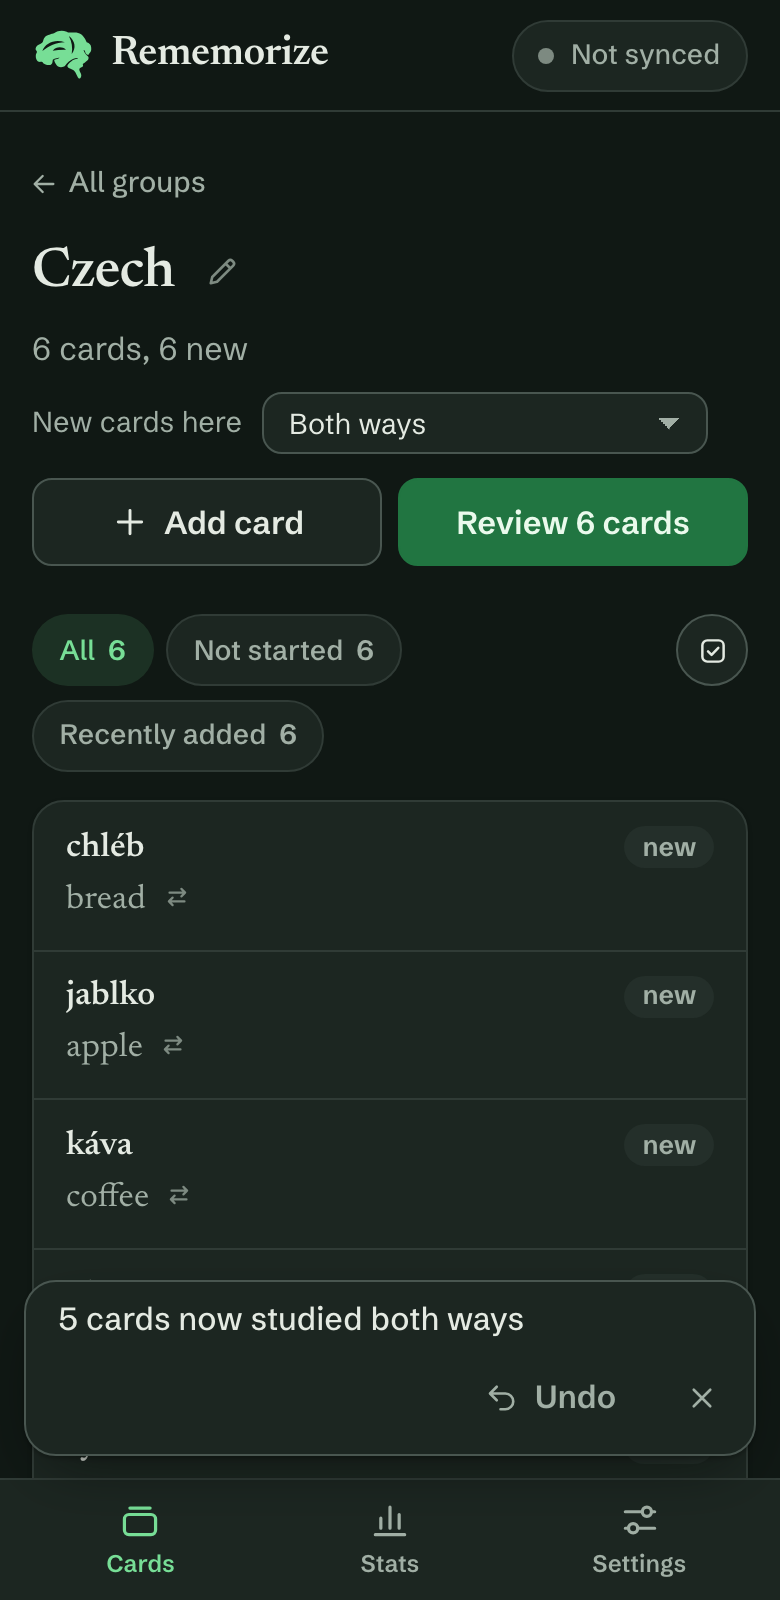 Rememorize
Not synced
All groups
Czech
6 cards, 6 new
New cards here
Both ways
Add card
Review 6 cards
All 6
Not started 6
Recently added 6
chléb
new
bread
jablko
new
apple
káva
new
coffee
5 cards now studied both ways
Undo
Cards
Stats
Settings